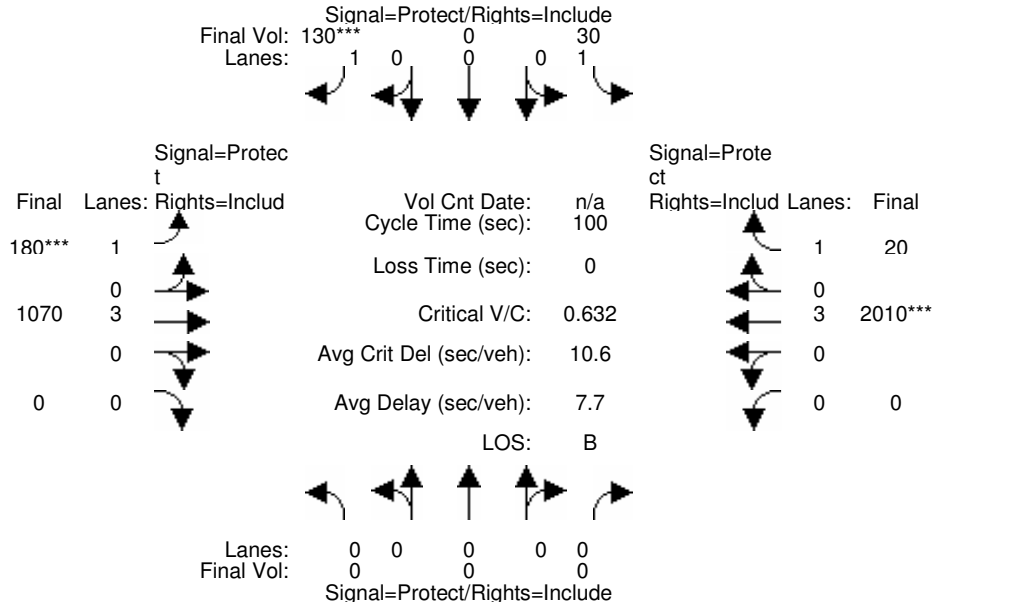 Signal=Protect/Rights=Include
Final Vol: 130*** 0 30
Lanes: 1 0 0 0 1
Signal=Protec
t
Rights=Includ
Signal=Prote
ct
Rights=Includ
Final Lanes: Vol Cnt Date: n/a Lanes: Final
Cycle Time (sec): 100
180*** 1 1 20
Loss Time (sec): 0
0 0
1070 3 Critical V/C: 0.632 3 2010***
0 Avg Crit Del (sec/veh): 10.6 0
0 0 Avg Delay (sec/veh): 7.7 0 0
LOS: B
Lanes: 0 0 0 0 0
Final Vol: 0 0 0
Signal=Protect/Rights=Include